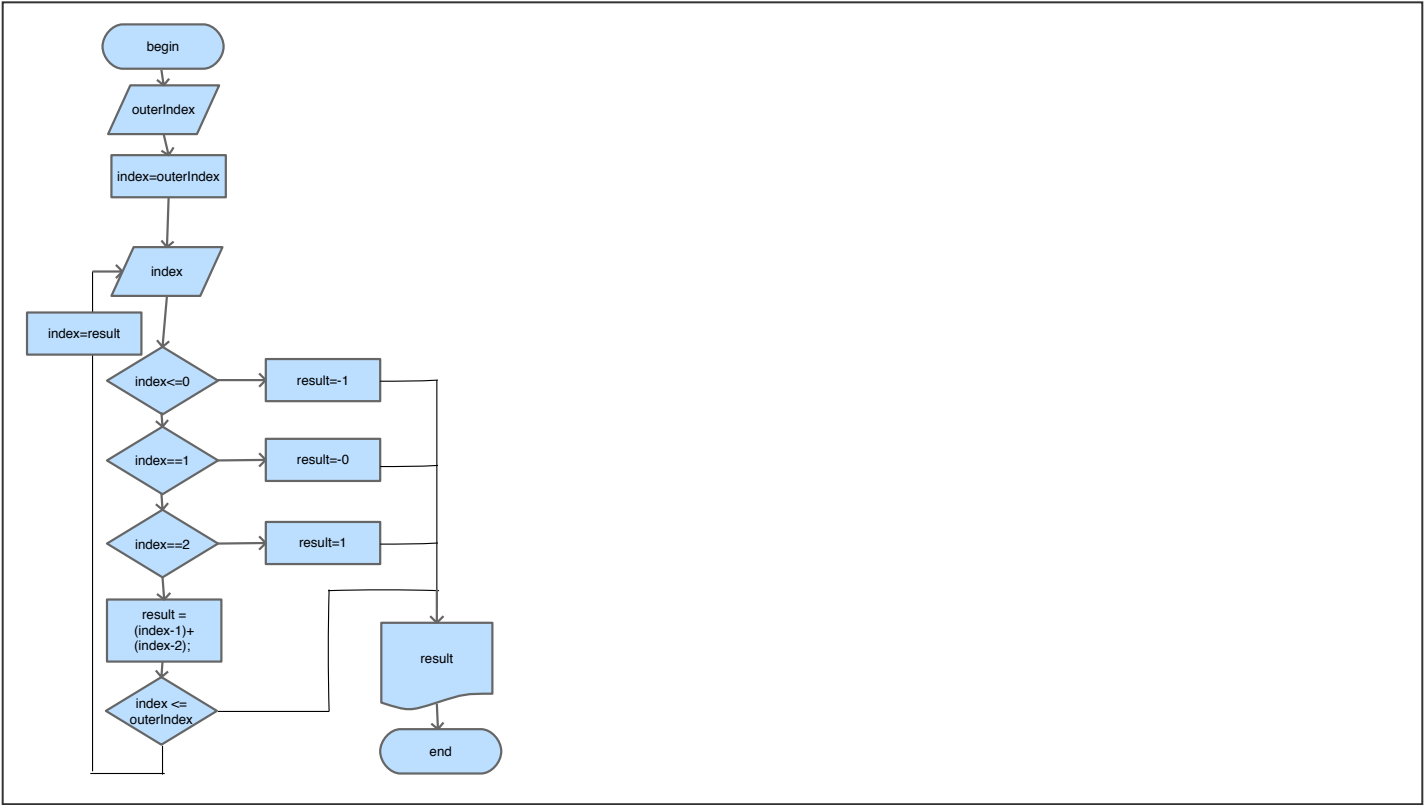 begin
outerIndex
index=outerIndex
index
index=result
index<=0
result=-1
index==1
result=-0
index==2
result=1
result =
(index-1)+
(index-2);
result
index <=
outerIndex
end